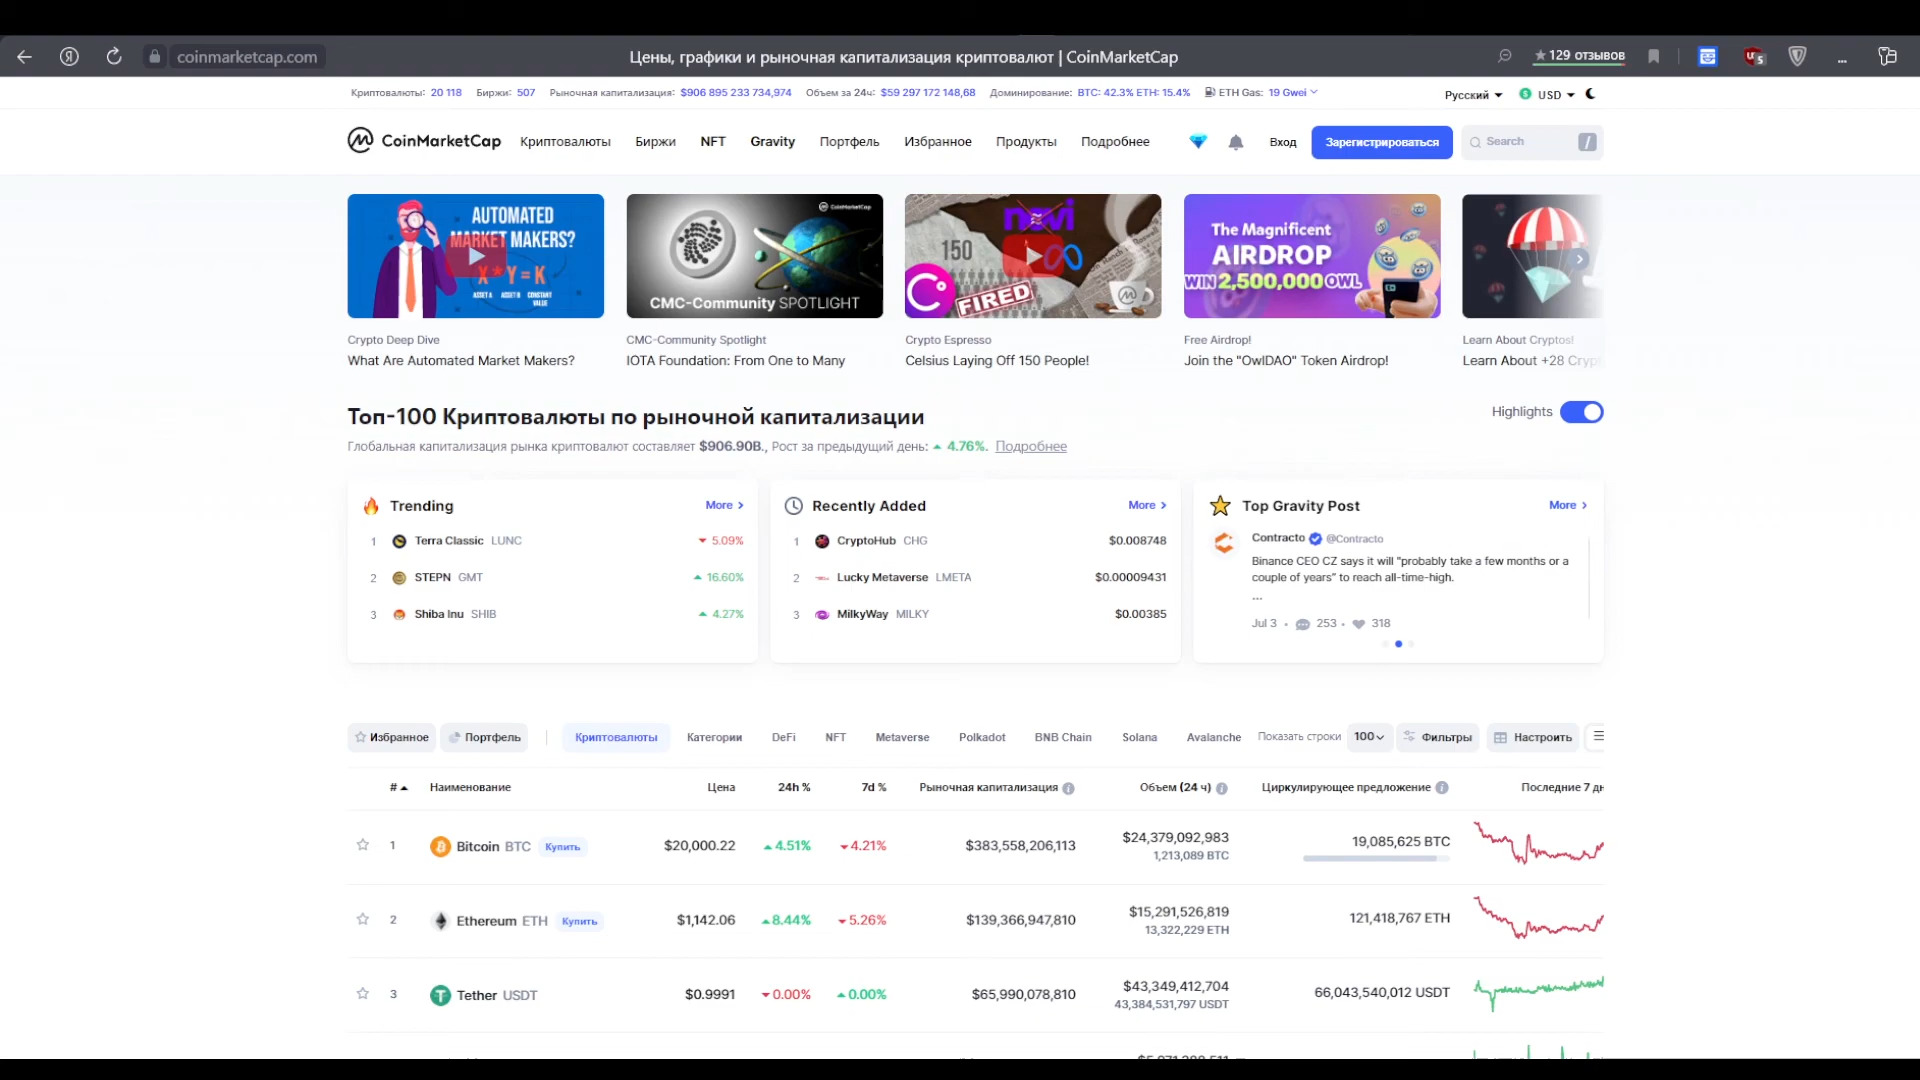 coinmarketcap.com
Цены, графики и рыночная капитализация криптовалют | CoinMarketCap
129 отзывов
Криптовалюты: 20 118 Биржи: 507 Рыночная капитализация: $906 895 233 734,974 Объем за 24ч: $59 297 172 148,68 Доминирование: BTC: 42.3% ETH: 15.4% ETH Gas: 19 Gwei
Русский USD
CoinMarketCap Криптовалюты Биржи NFT Gravity Портфель Избранное Продукты Подробнее Вход Зарегистрироваться Search /
AUTOMATED
MARKET MAKERS?
X*Y=K
ASSET A ASSET B CONSTANT VALUE
CoinMarketCap
CMC-Community SPOTLIGHT
novi
150
FIRED
The Magnificent
AIRDROP
WIN 2,500,000 OWL
Crypto Deep Dive
What Are Automated Market Makers?
CMC-Community Spotlight
IOTA Foundation: From One to Many
Crypto Espresso
Celsius Laying Off 150 People!
Free Airdrop!
Join the "OwlDAO" Token Airdrop!
Learn About Cryptos!
Learn About +28 Cryp
Топ-100 Криптовалюты по рыночной капитализации
Highlights
Глобальная капитализация рынка криптовалют составляет $906.90B., Рост за предыдущий день: 4.76%. Подробнее
Trending More
1 Terra Classic LUNC 5.09%
2 STEPN GMT 16.60%
3 Shiba Inu SHIB 4.27%
Recently Added More
1 CryptoHub CHG $0.008748
2 Lucky Metaverse LMETA $0.00009431
3 MilkyWay MILKY $0.00385
Top Gravity Post More
Contracto @Contracto
Binance CEO CZ says it will "probably take a few months or a
couple of years" to reach all-time-high.
...
Jul 3 • 253 • 318
Избранное Портфель Криптовалюты Категории DeFi NFT Metaverse Polkadot BNB Chain Solana Avalanche Показать строки 100 Фильтры Настроить
# Наименование Цена 24h % 7d % Рыночная капитализация Объем (24 ч) Циркулирующее предложение Последние 7 дн
1 Bitcoin BTC Купить $20,000.22 4.51% 4.21% $383,558,206,113 $24,379,092,983 19,085,625 BTC
1,213,089 BTC
2 Ethereum ETH Купить $1,142.06 8.44% 5.26% $139,366,947,810 $15,291,526,819 121,418,767 ETH
13,322,229 ETH
3 Tether USDT $0.9991 0.00% 0.00% $65,990,078,810 $43,349,412,704 66,043,540,012 USDT
43,384,531,797 USDT